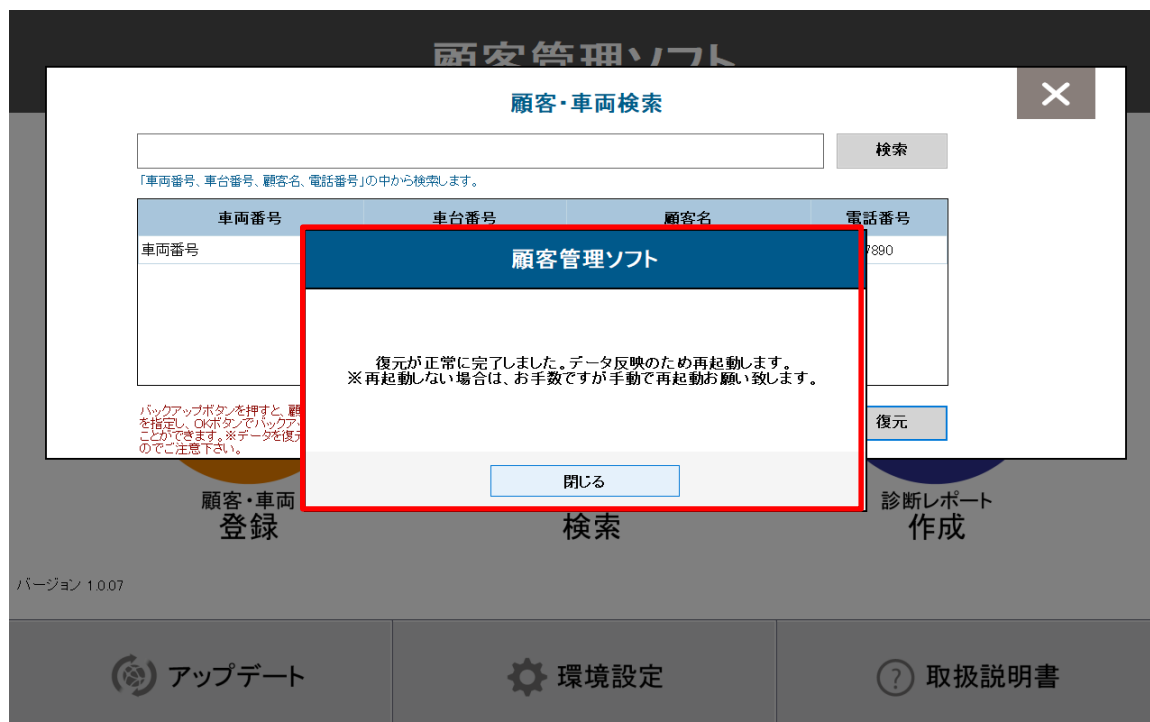 顧客管理ソフト
顧客・車両検索
検索
「車両番号、車台番号、顧客名、電話番号」の中から検索します。
車両番号 車台番号 顧客名 電話番号
車両番号 7890
顧客管理ソフト
復元が正常に完了しました。データ反映のため再起動します。
※再起動しない場合は、お手数ですが手動で再起動お願い致します。
バックアップボタンを押すと、顧
を指定し、OKボタンでバックア
ことができます。※データを復元
のでご注意下さい。
復元
閉じる
顧客・車両
登録
検索
診断レポート
作成
バージョン 1.0.07
アップデート
環境設定
取扱説明書